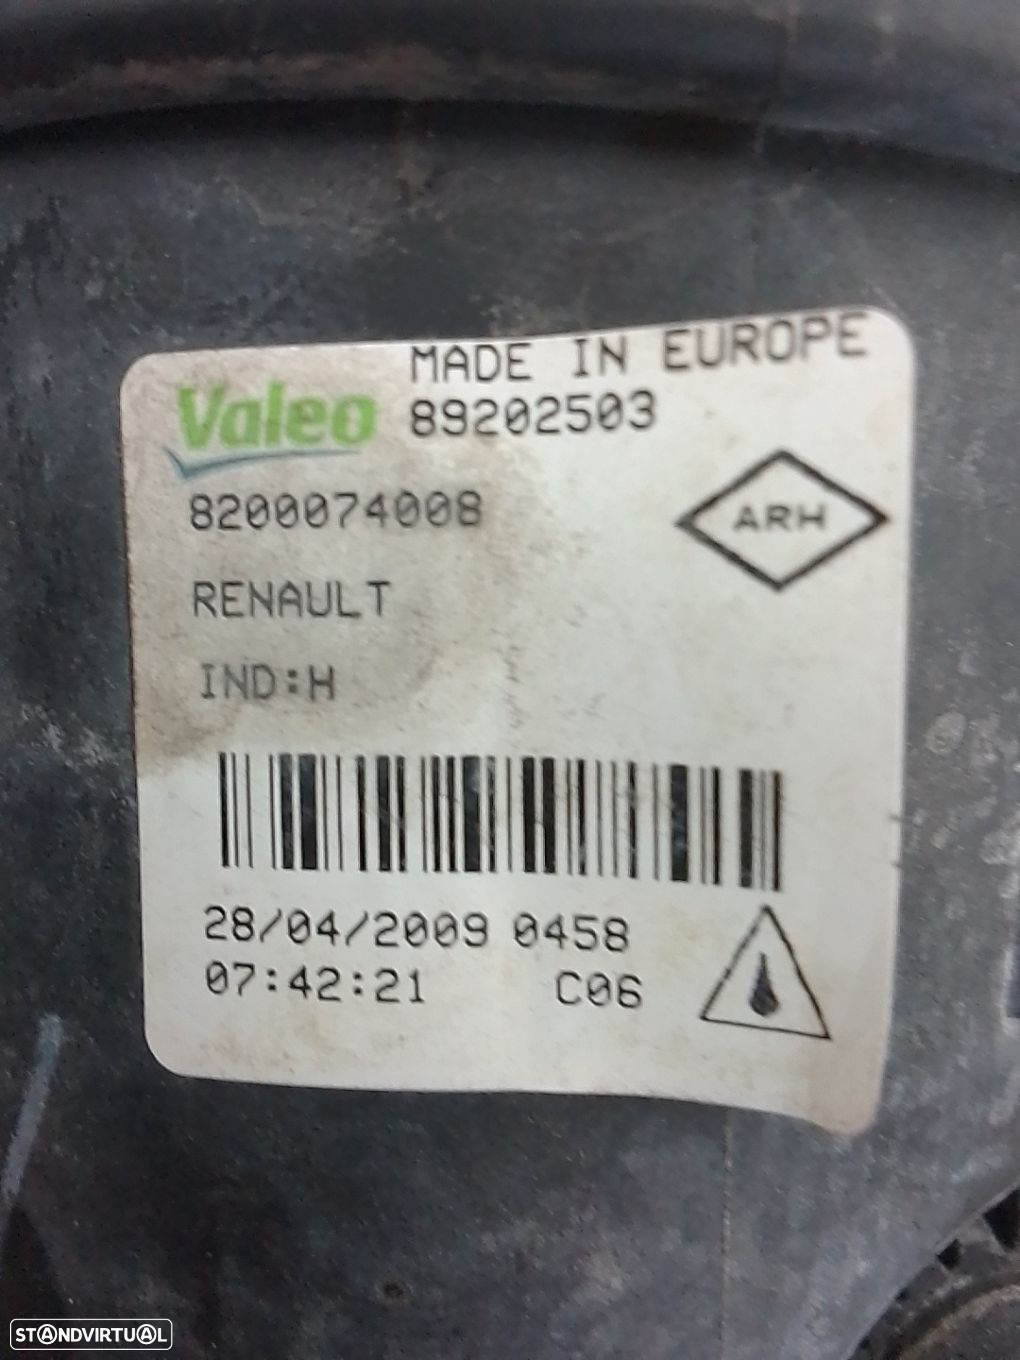 MADE IN EUROPE
Valeo 89202503
8200074008
ARH
RENAULT
IND:H
28/04/2009 0458
07:42:21 C06
STANDVIRTUAL